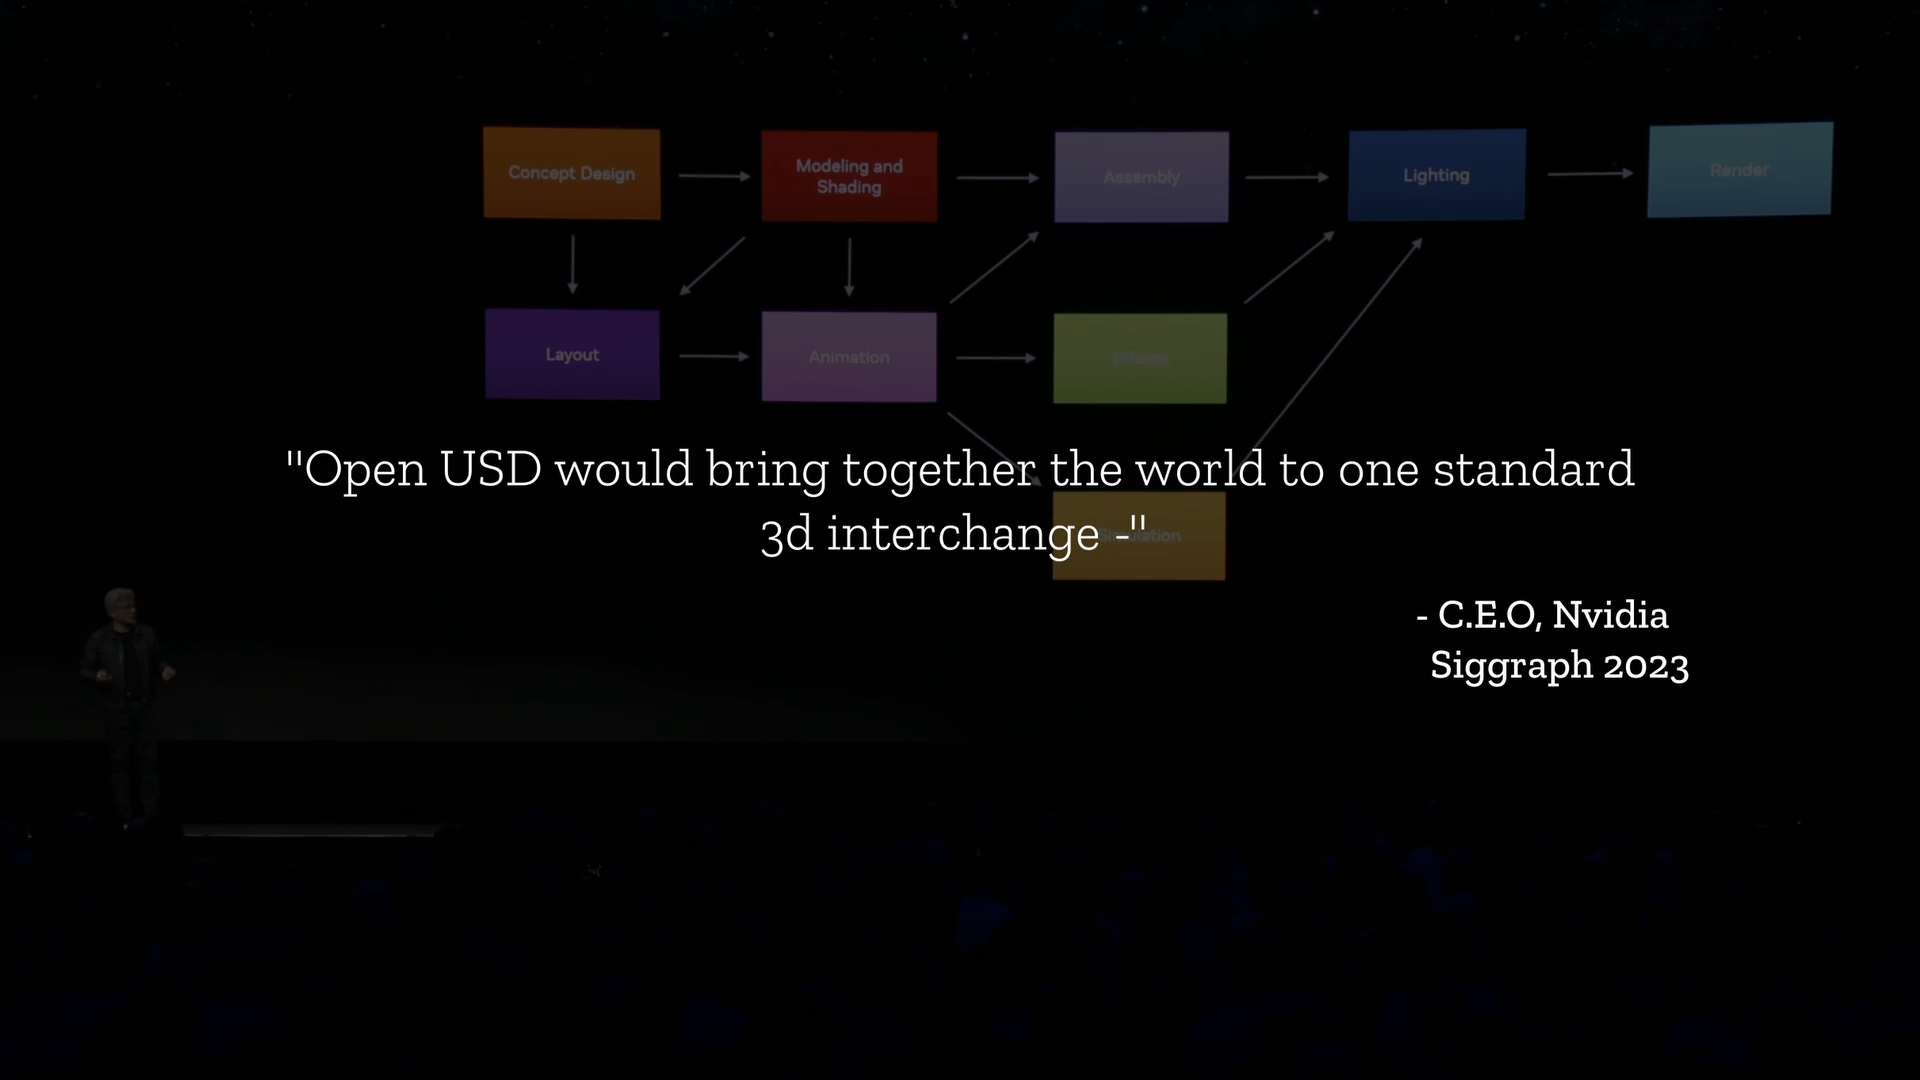 Concept Design
Modeling and
Shading
Assembly
Lighting
Render
Layout
Animation
"Open USD would bring together the world to one standard
3d interchange -"
Simulation
- C.E.O, Nvidia
Siggraph 2023